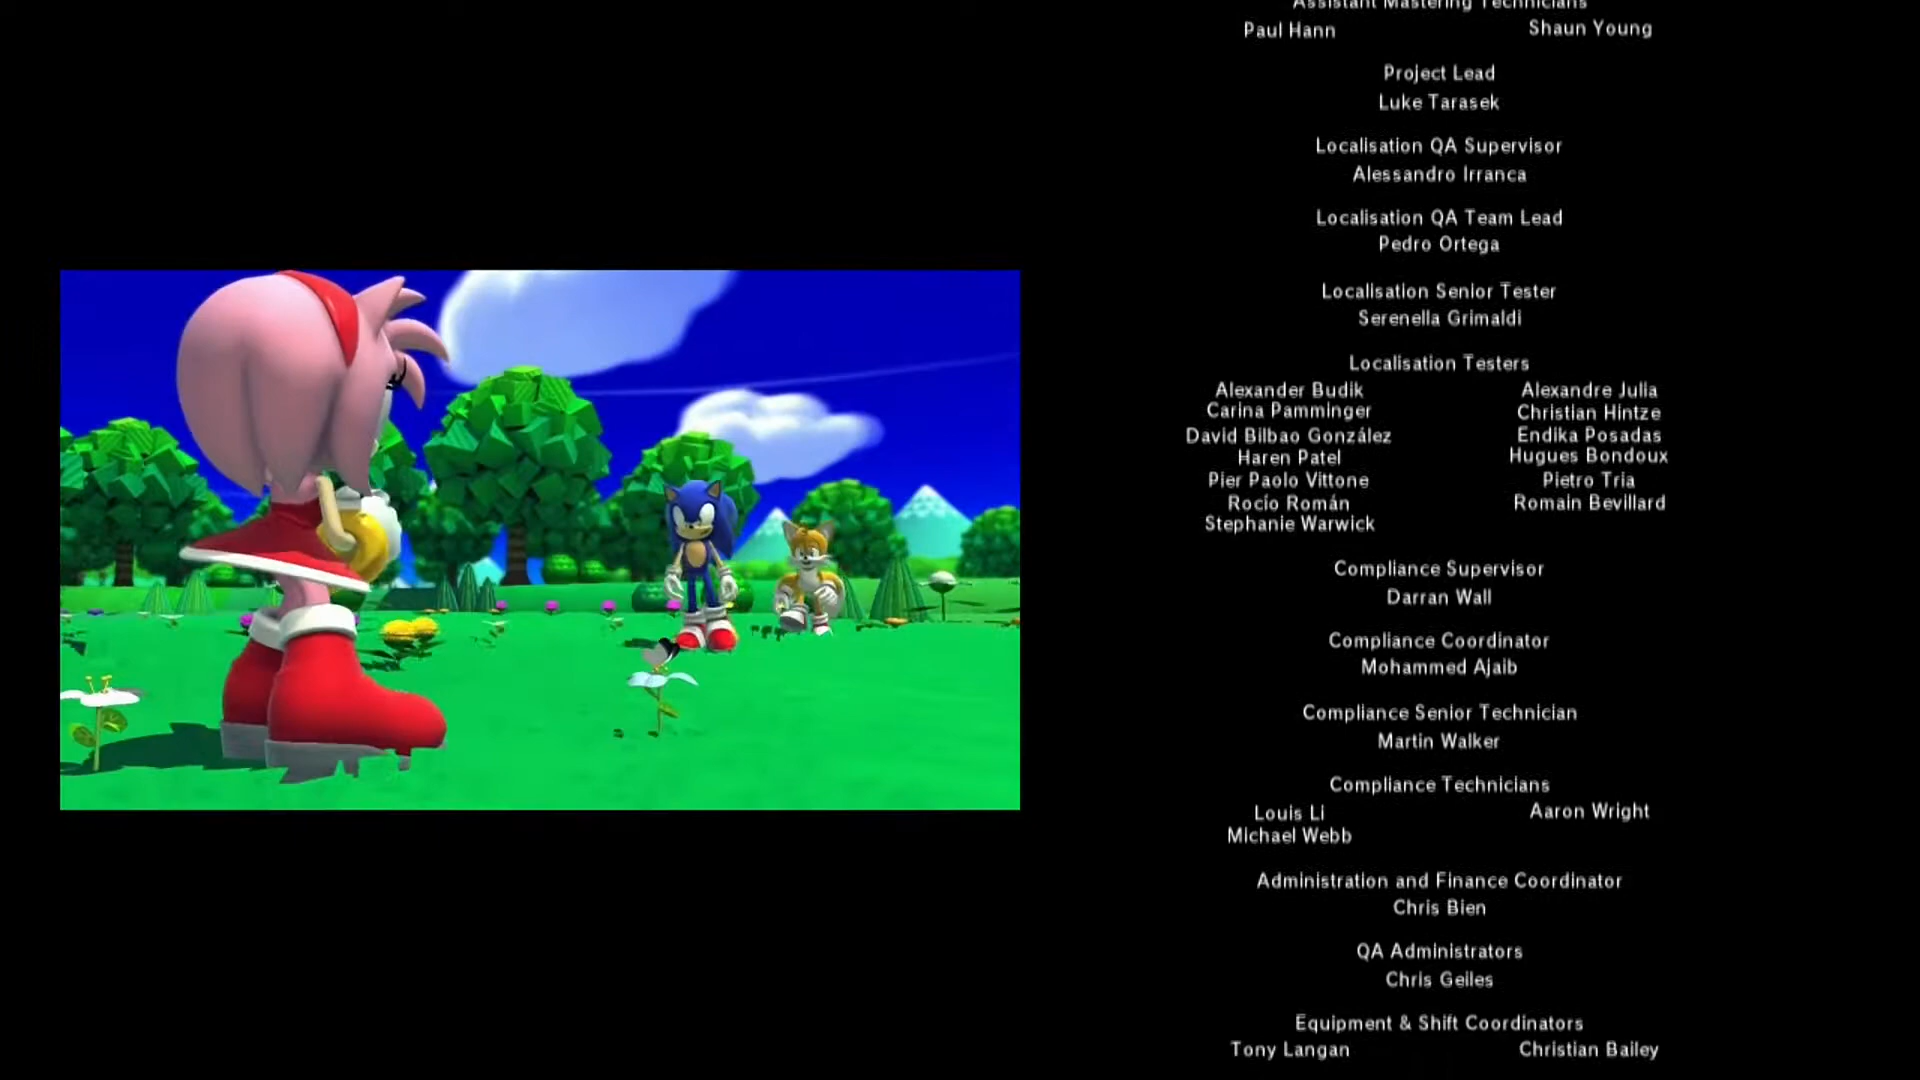 Assistant Mastering Technicians
Paul Hann Shaun Young
Project Lead
Luke Tarasek
Localisation QA Supervisor
Alessandro Irranca
Localisation QA Team Lead
Pedro Ortega
Localisation Senior Tester
Serenella Grimaldi
Localisation Testers
Alexander Budik Alexandre Julia
Carina Pamminger Christian Hintze
David Bilbao González Endika Posadas
Haren Patel Hugues Bondoux
Pier Paolo Vittone Pietro Tria
Rocío Román Romain Bevillard
Stephanie Warwick
Compliance Supervisor
Darran Wall
Compliance Coordinator
Mohammed Ajaib
Compliance Senior Technician
Martin Walker
Compliance Technicians
Louis Li Aaron Wright
Michael Webb
Administration and Finance Coordinator
Chris Bien
QA Administrators
Chris Geiles
Equipment & Shift Coordinators
Tony Langan Christian Bailey